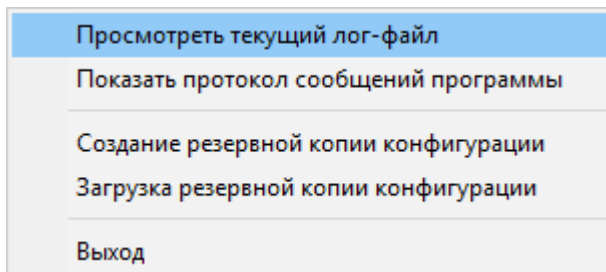 Просмотреть текущий лог-файл
Показать протокол сообщений программы
Создание резервной копии конфигурации
Загрузка резервной копии конфигурации
Выход